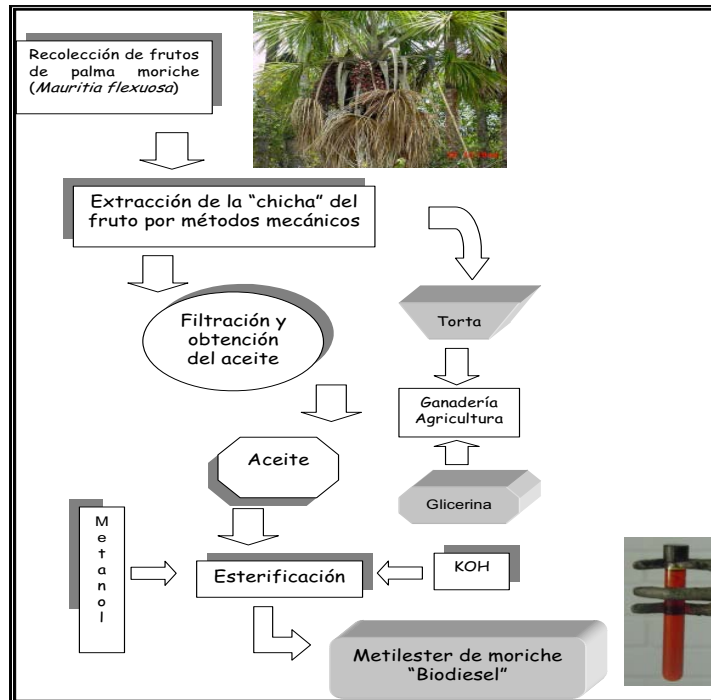 Recolección de frutos
de palma moriche
(Mauritia flexuosa)
Extracción de la “chicha” del
fruto por métodos mecánicos
Filtración y
obtención
del aceite
Torta
Ganadería
Agricultura
Aceite
Glicerina
Metanol
Esterificación
KOH
Metilester de moriche
“Biodiesel”